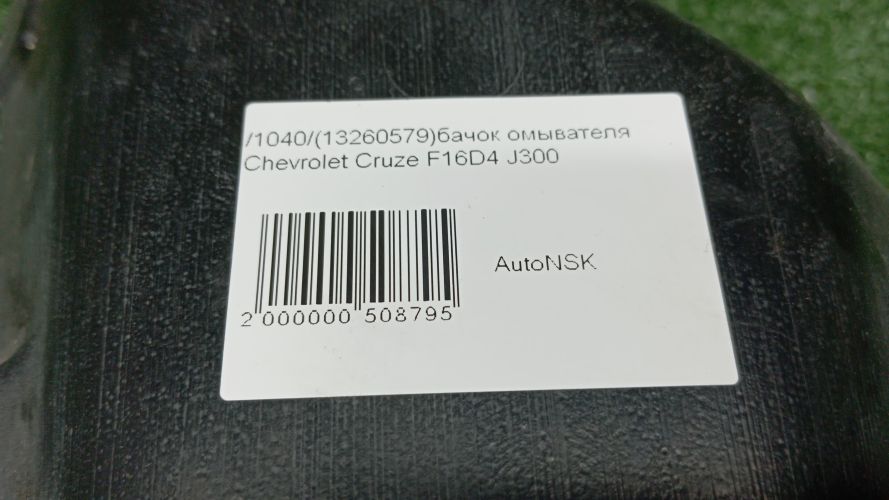 /1040/(13260579)бачок омывателя
Chevrolet Cruze F16D4 J300
AutoNSK
2 000000 508795